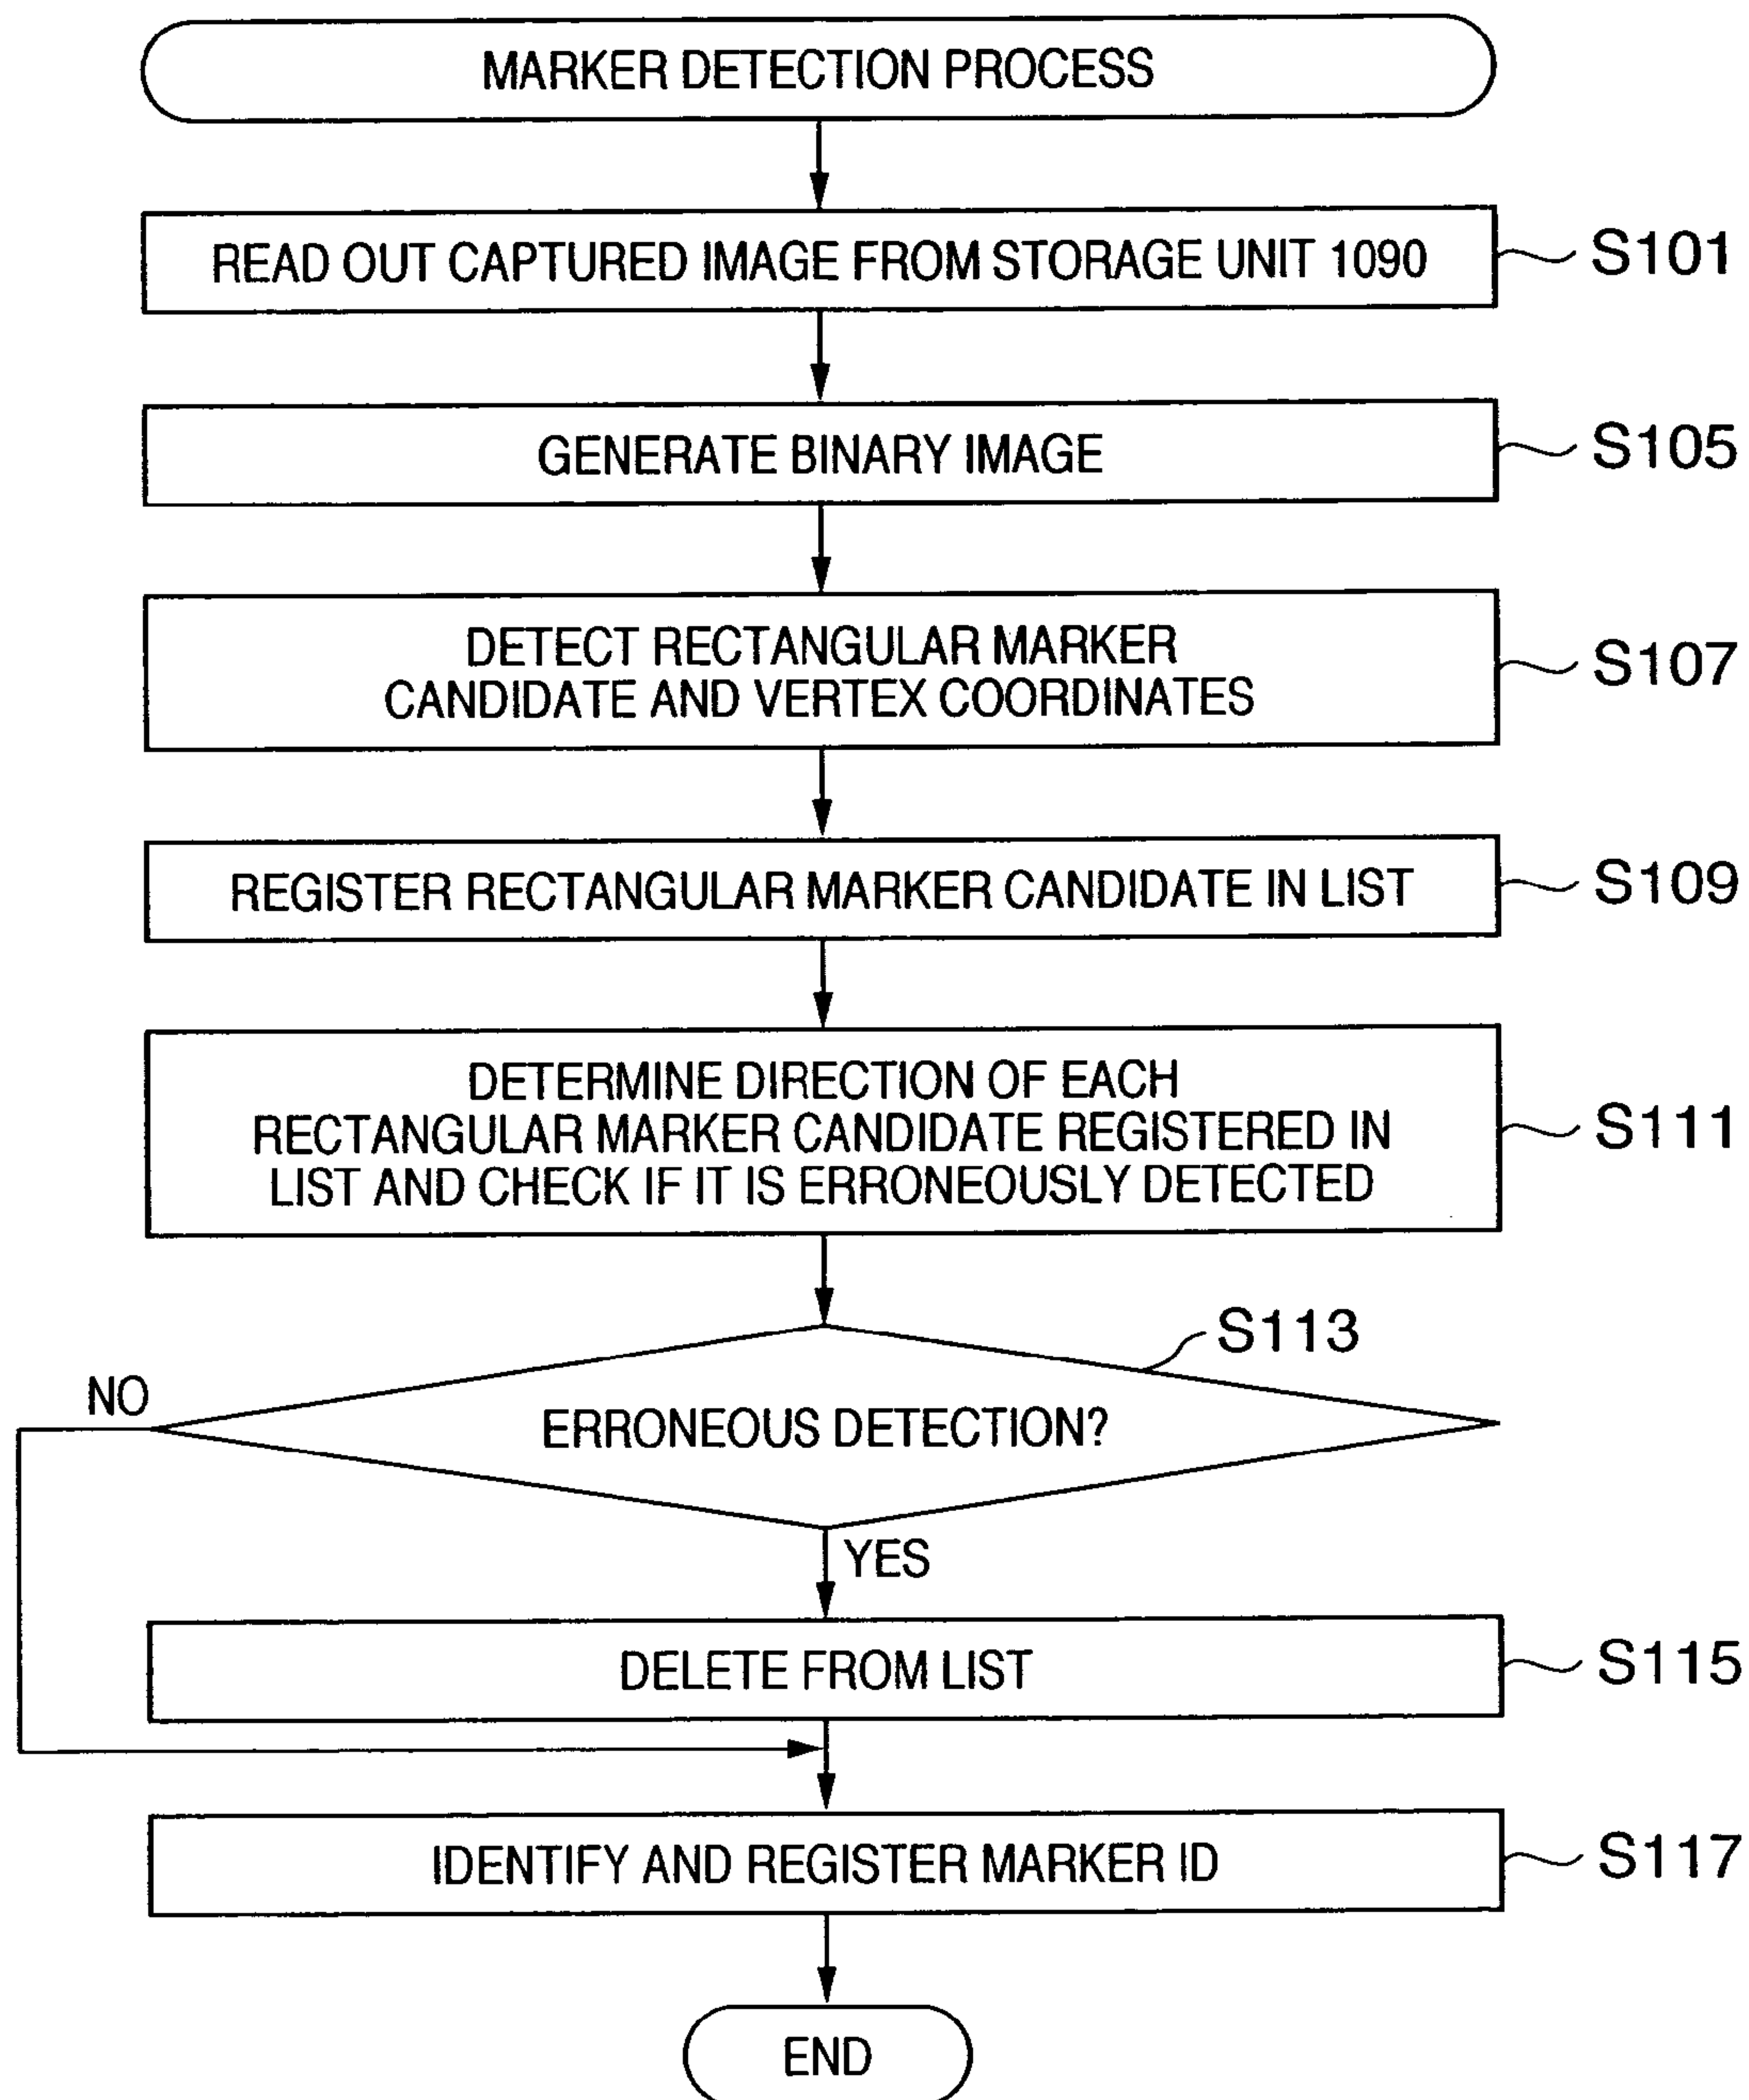 MARKER DETECTION PROCESS
READ OUT CAPTURED IMAGE FROM STORAGE UNIT 1090
S101
GENERATE BINARY IMAGE
S105
DETECT RECTANGULAR MARKER
CANDIDATE AND VERTEX COORDINATES
S107
REGISTER RECTANGULAR MARKER CANDIDATE IN LIST
S109
DETERMINE DIRECTION OF EACH
RECTANGULAR MARKER CANDIDATE REGISTERED IN
LIST AND CHECK IF IT IS ERRONEOUSLY DETECTED
S111
S113
NO
ERRONEOUS DETECTION?
YES
DELETE FROM LIST
S115
IDENTIFY AND REGISTER MARKER ID
S117
END